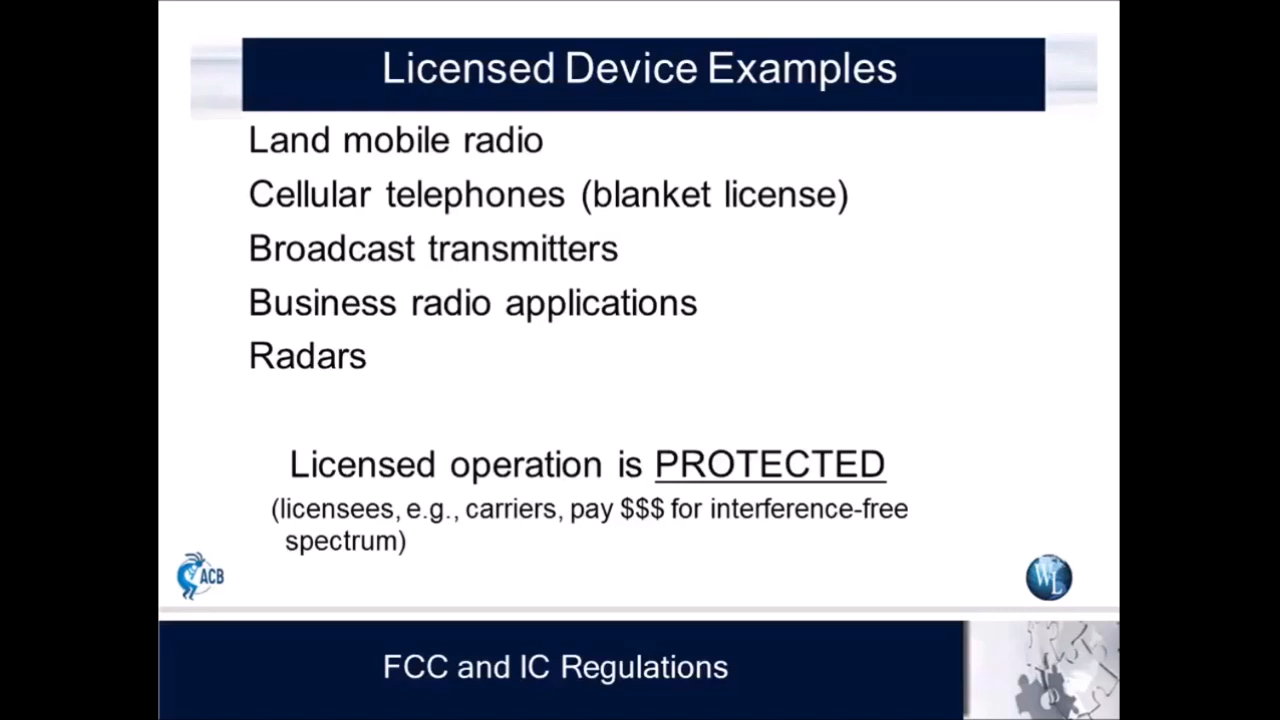 Licensed Device Examples
Land mobile radio
Cellular telephones (blanket license)
Broadcast transmitters
Business radio applications
Radars
Licensed operation is PROTECTED
(licensees, e.g., carriers, pay $$$ for interference-free
spectrum)
ACB
WL
FCC and IC Regulations